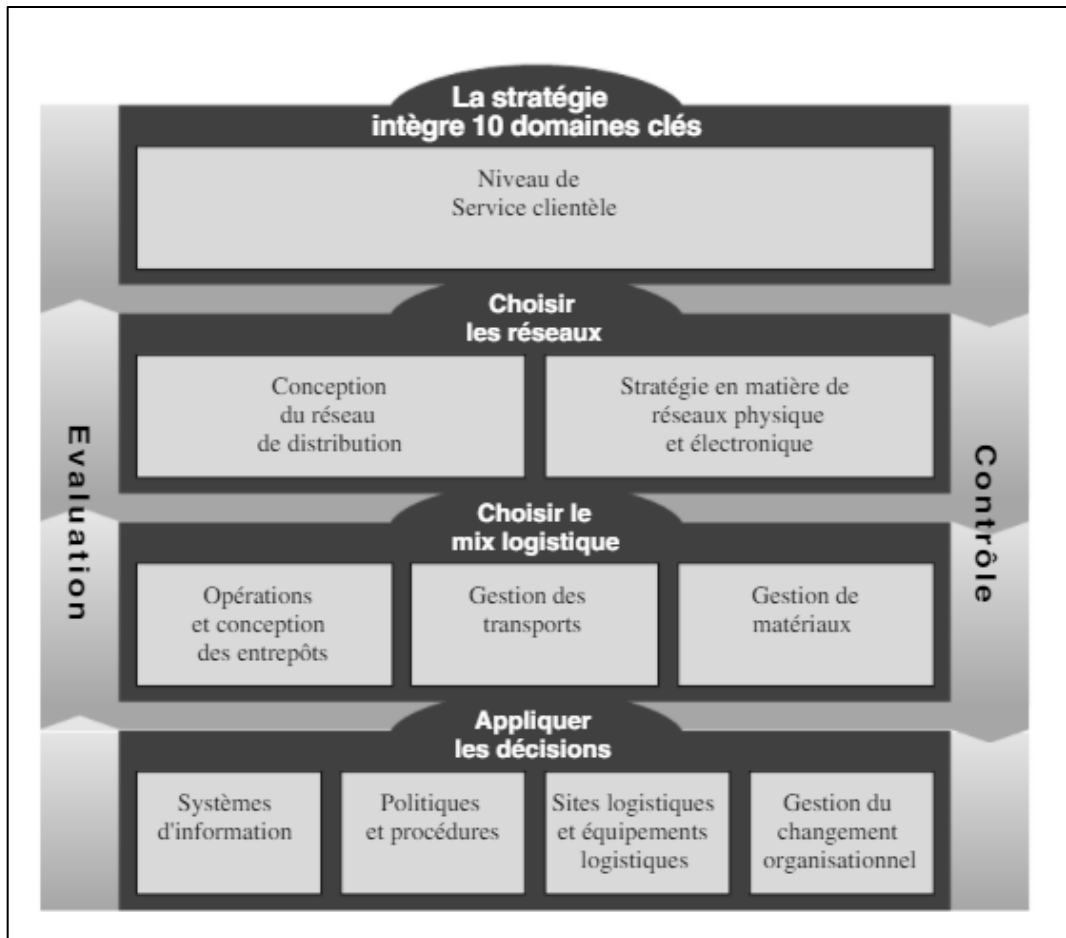 La stratégie
intègre 10 domaines clés
Niveau de
Service clientèle
Choisir
les réseaux
Conception
du réseau
de distribution
Stratégie en matière de
réseaux physique
et électronique
Evaluation
Contrôle
Choisir le
mix logistique
Opérations
et conception
des entrepôts
Gestion des
transports
Gestion de
matériaux
Appliquer
les décisions
Systèmes
d'information
Politiques
et procédures
Sites logistiques
et équipements
logistiques
Gestion du
changement
organisationnel